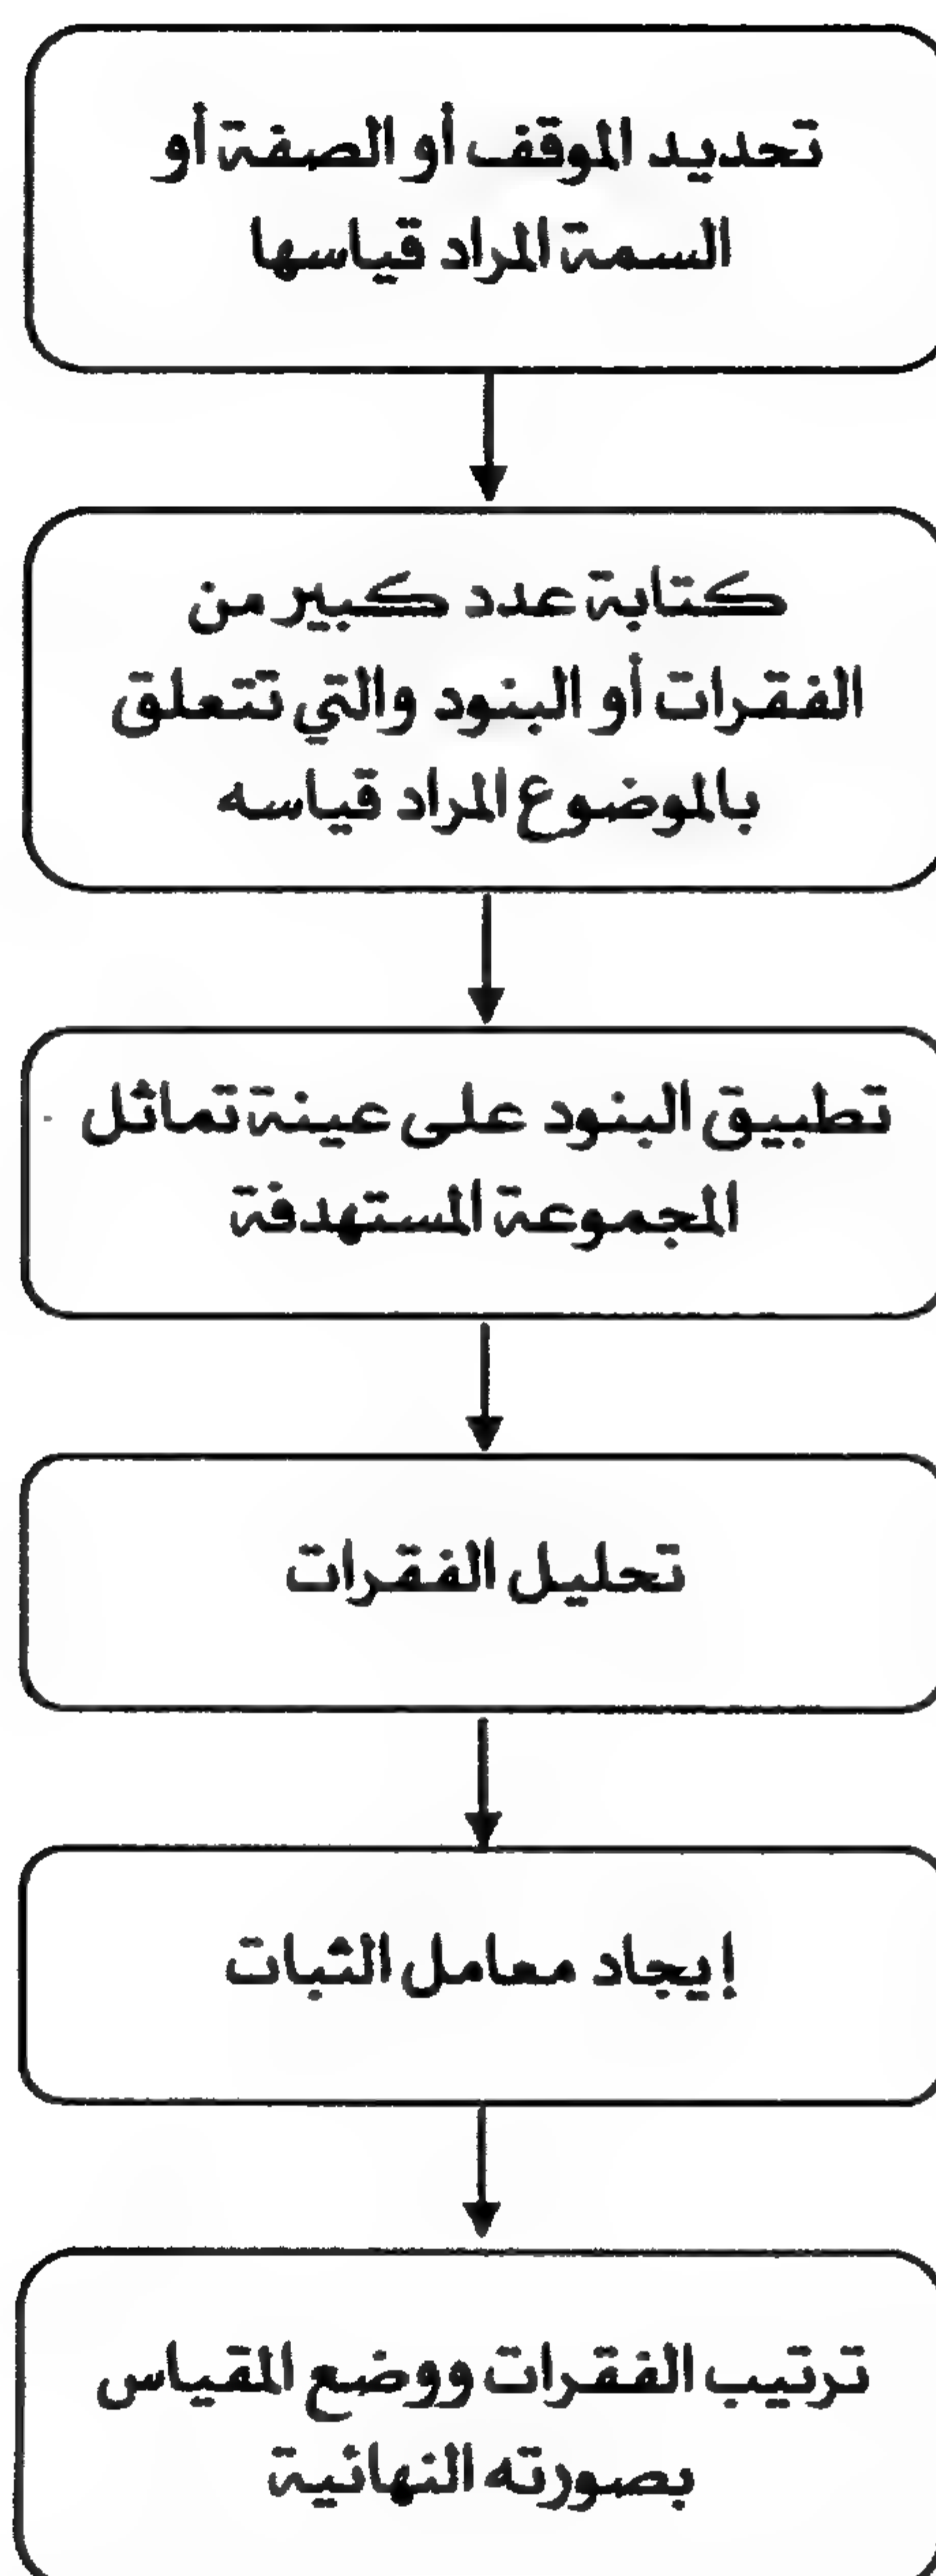 تحديد الموقف أو الصفة أو
السمة المراد قياسها
كتابة عدد كبير من
الفقرات أو البنود والتي تتعلق
بالموضوع المراد قياسه
تطبيق البنود على عينة تماثل
المجموعة المستهدفة
تحليل الفقرات
إيجاد معامل الثبات
ترتيب الفقرات ووضع المقياس
بصورته النهائية